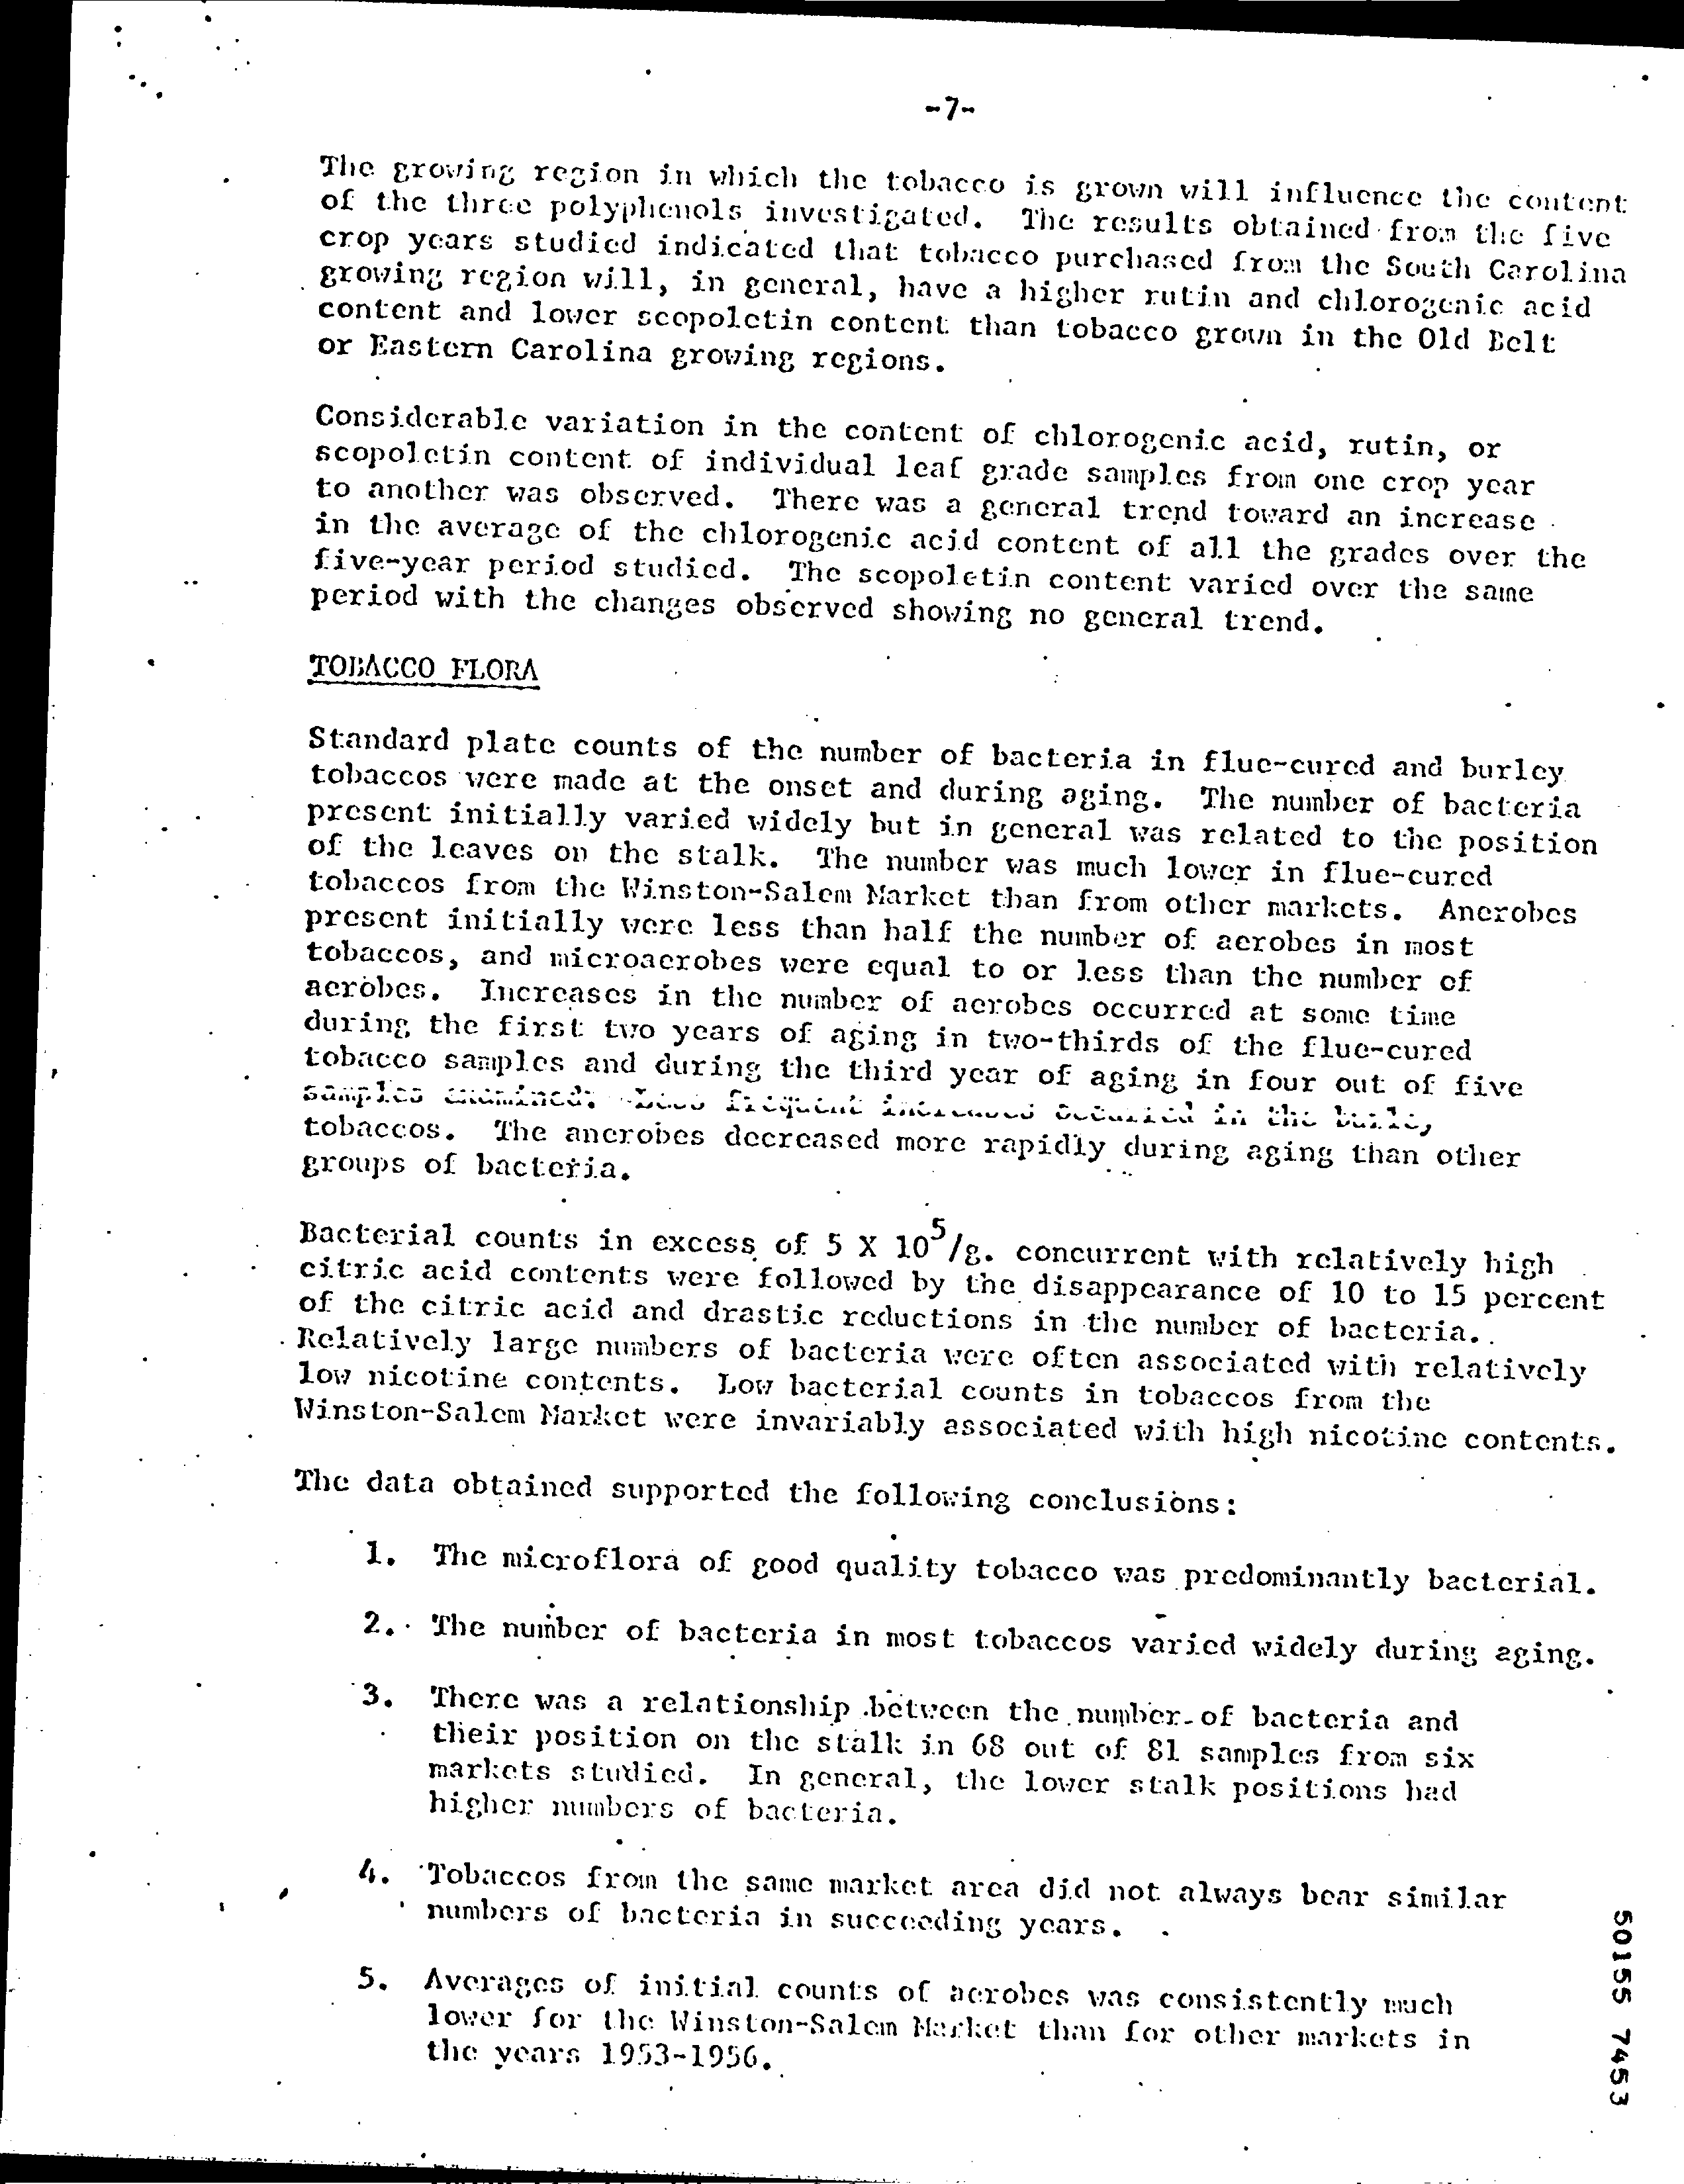 -7-
The growing region in which the tobacco is grown will influence the content
of the three polyphenols investigated. The results obtained from the five
crop years studied indicated that tobacco purchased from the South Carolina
growing region will, in general, have a higher rutin and chlorogenic acid
content and lower scopoletin content than tobacco grown in the Old Belt
or Eastern Carolina growing regions.
Considerable variation in the content of chlorogenic acid, rutin, or
scopoletin content of individual leaf grade samples from one crop year
to another was observed. There was a general trend toward an increase
in the average of the chlorogenic acid content of all the grades over the
five-year period studied. The scopoletin content varied over the same
period with the changes observed showing no general trend.
TOBACCO FLORA
Standard plate counts of the number of bacteria in flue-cured and burley
tobaccos were made at the onset and during aging. The number of bacteria
present initially varied widely but in general was related to the position
of the leaves on the stalk. The number was much lower in flue-cured
tobaccos from the Winston-Salem Market than from other markets. Anerobes
present initially were less than half the number of aerobes in most
tobaccos, and microaerobes were equal to or less than the number of
aerobes. Increases in the number of aerobes occurred at some time
during the first two years of aging in two-thirds of the flue-cured
tobacco samples and during the third year of aging in four out of five
samples examined. Less frequent increases occurred in the burley
tobaccos. The anerobes decreased more rapidly during aging than other
groups of bacteria.
Bacterial counts in excess of 5 X 10⁵/g. concurrent with relatively high
citric acid contents were followed by the disappearance of 10 to 15 percent
of the citric acid and drastic reductions in the number of bacteria.
Relatively large numbers of bacteria were often associated with relatively
low nicotine contents. Low bacterial counts in tobaccos from the
Winston-Salem Market were invariably associated with high nicotine contents.
The data obtained supported the following conclusions:
1. The microflora of good quality tobacco was predominantly bacterial.
2. The number of bacteria in most tobaccos varied widely during aging.
3. There was a relationship between the number of bacteria and
their position on the stalk in 68 out of 81 samples from six
markets studied. In general, the lower stalk positions had
higher numbers of bacteria.
4. Tobaccos from the same market area did not always bear similar
numbers of bacteria in succeeding years.
5. Averages of initial counts of aerobes was consistently much
lower for the Winston-Salem Market than for other markets in
the years 1953-1956.
50155 7453